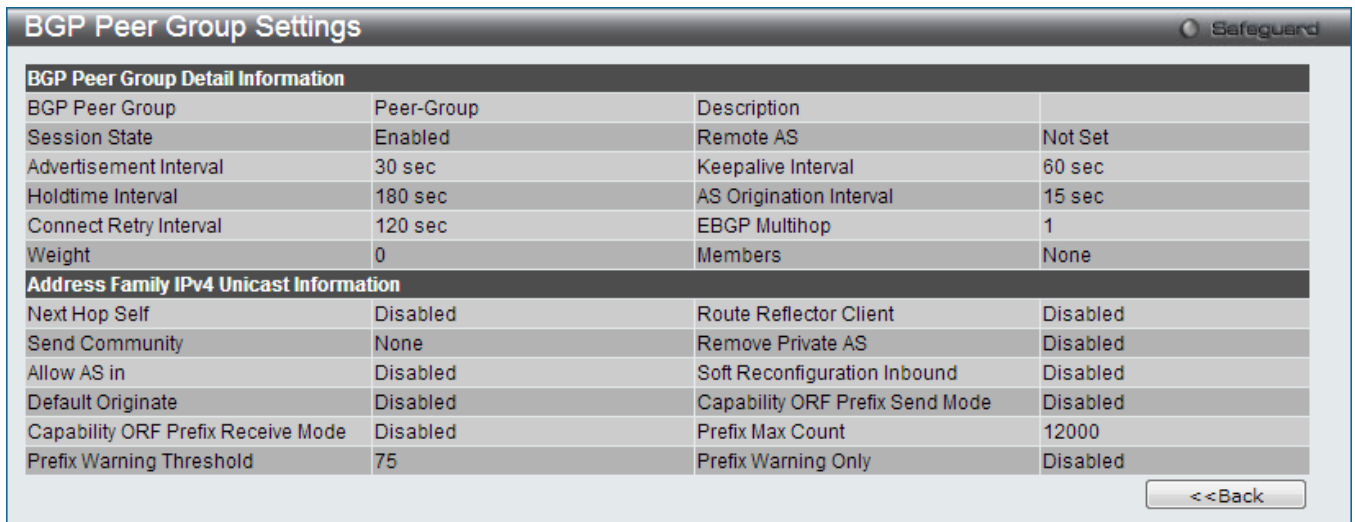 BGP Peer Group Settings Safeguard
BGP Peer Group Detail Information
BGP Peer Group Peer-Group Description
Session State Enabled Remote AS Not Set
Advertisement Interval 30 sec Keepalive Interval 60 sec
Holdtime Interval 180 sec AS Origination Interval 15 sec
Connect Retry Interval 120 sec EBGP Multihop 1
Weight 0 Members None
Address Family IPv4 Unicast Information
Next Hop Self Disabled Route Reflector Client Disabled
Send Community None Remove Private AS Disabled
Allow AS in Disabled Soft Reconfiguration Inbound Disabled
Default Originate Disabled Capability ORF Prefix Send Mode Disabled
Capability ORF Prefix Receive Mode Disabled Prefix Max Count 12000
Prefix Warning Threshold 75 Prefix Warning Only Disabled
<<Back